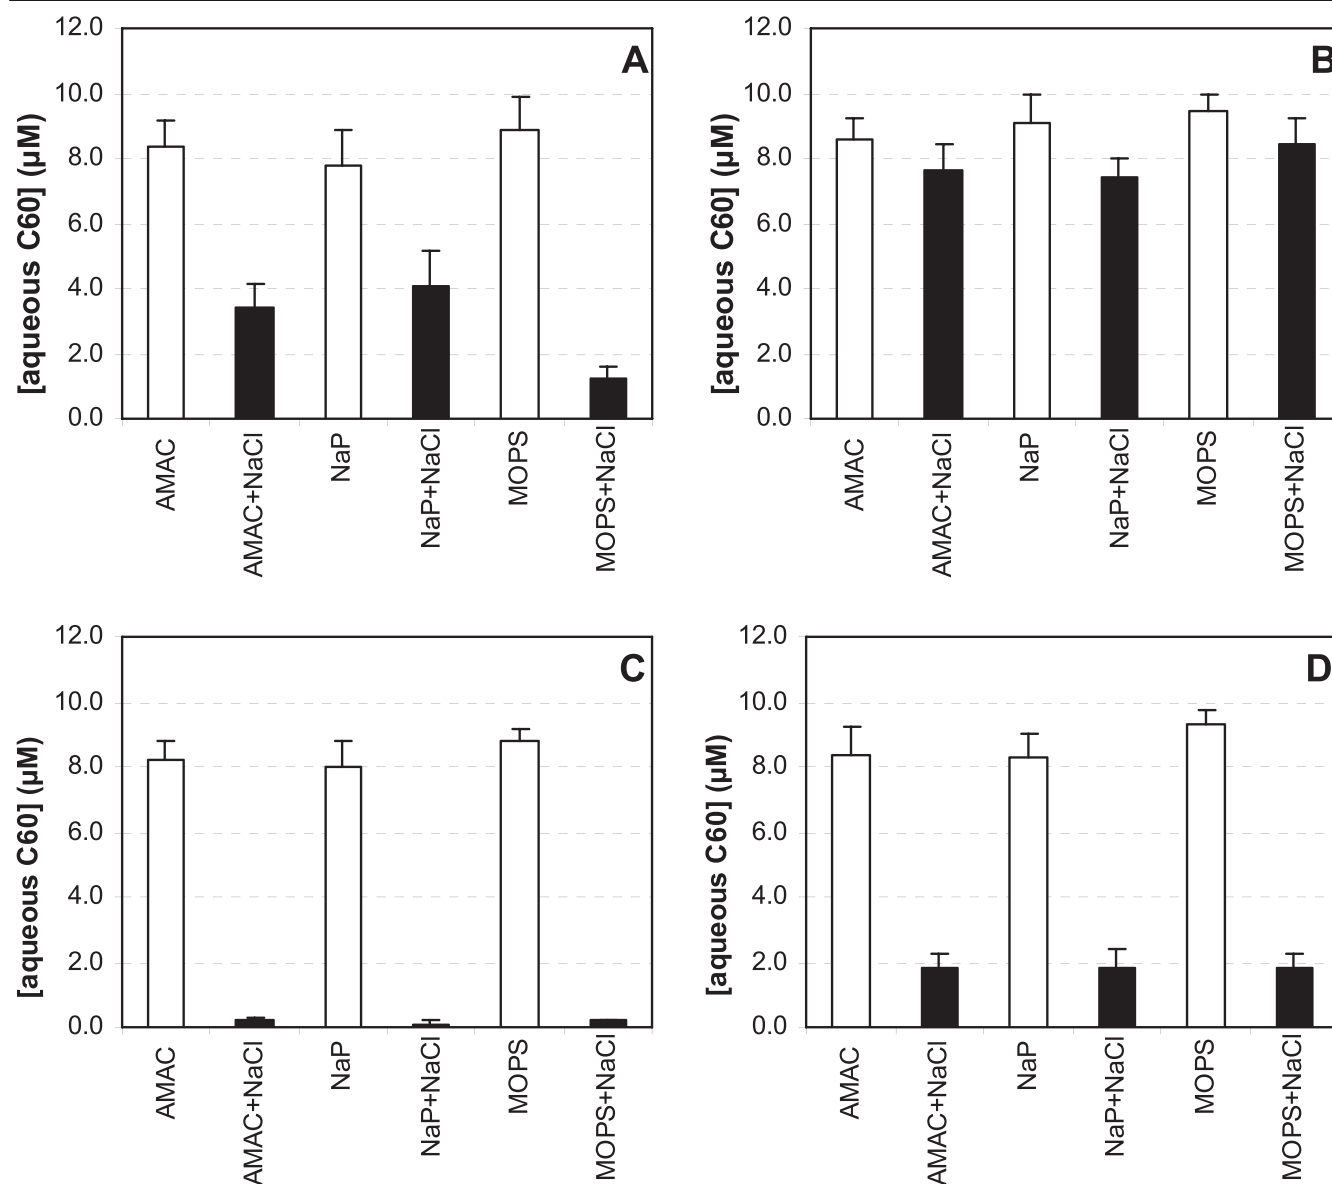 A
[aqueous C60] (µM)
12.0
10.0
8.0
6.0
4.0
2.0
0.0
AMAC
AMAC+NaCl
NaP
NaP+NaCl
MOPS
MOPS+NaCl
B
[aqueous C60] (µM)
12.0
10.0
8.0
6.0
4.0
2.0
0.0
AMAC
AMAC+NaCl
NaP
NaP+NaCl
MOPS
MOPS+NaCl
C
[aqueous C60] (µM)
12.0
10.0
8.0
6.0
4.0
2.0
0.0
AMAC
AMAC+NaCl
NaP
NaP+NaCl
MOPS
MOPS+NaCl
D
[aqueous C60] (µM)
12.0
10.0
8.0
6.0
4.0
2.0
0.0
AMAC
AMAC+NaCl
NaP
NaP+NaCl
MOPS
MOPS+NaCl